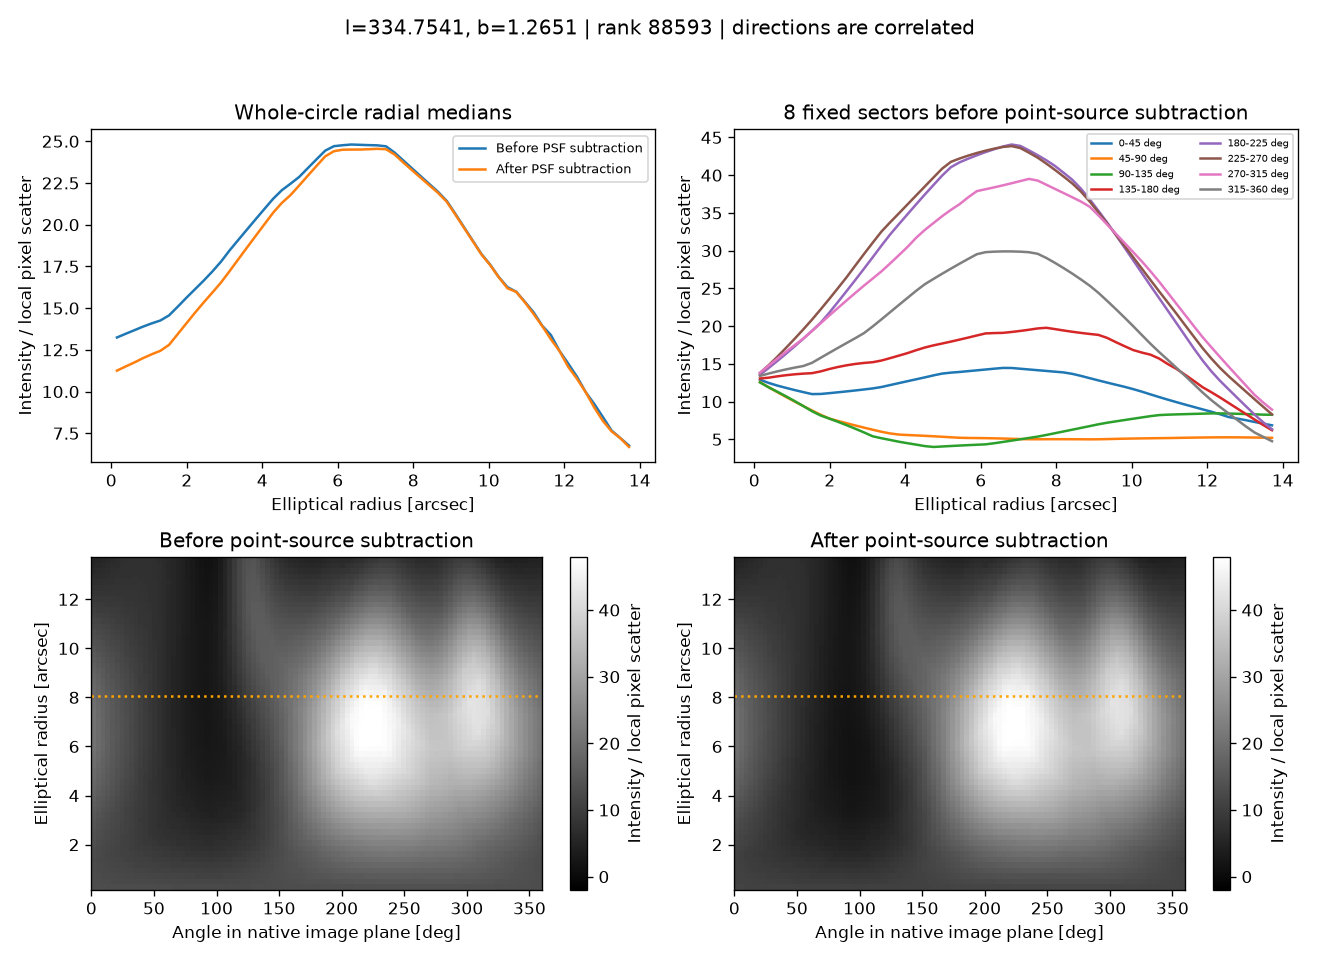 l=334.7541, b=1.2651 | rank 88593 | directions are correlated
Whole-circle radial medians
25.0
22.5
20.0
17.5
15.0
12.5
10.0
7.5
Intensity / local pixel scatter
Before PSF subtraction
After PSF subtraction
0 2 4 6 8 10 12 14
Elliptical radius [arcsec]
8 fixed sectors before point-source subtraction
45
40
35
30
25
20
15
10
5
Intensity / local pixel scatter
0-45 deg
45-90 deg
90-135 deg
135-180 deg
180-225 deg
225-270 deg
270-315 deg
315-360 deg
0 2 4 6 8 10 12 14
Elliptical radius [arcsec]
Before point-source subtraction
12
10
8
6
4
2
Elliptical radius [arcsec]
0 50 100 150 200 250 300 350
Angle in native image plane [deg]
40
30
20
10
0
Intensity / local pixel scatter
After point-source subtraction
12
10
8
6
4
2
Elliptical radius [arcsec]
0 50 100 150 200 250 300 350
Angle in native image plane [deg]
40
30
20
10
0
Intensity / local pixel scatter